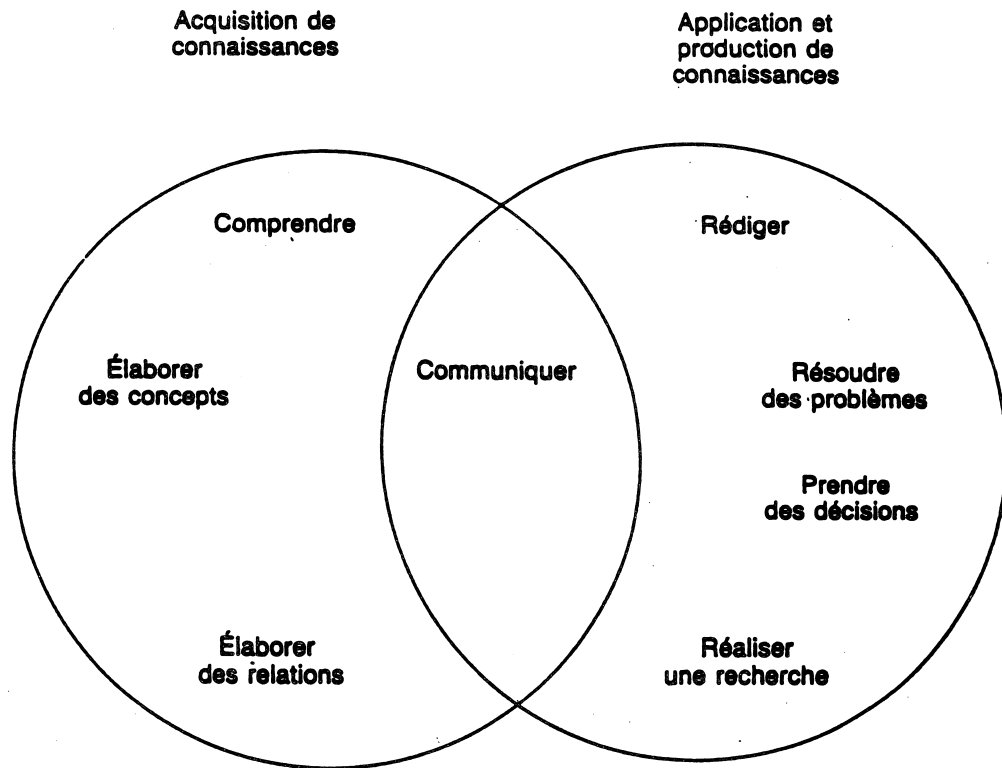 Acquisition de
connaissances
Application et
production de
connaissances
Comprendre
Rédiger
Élaborer
des concepts
Communiquer
Résoudre
des problèmes
Prendre
des décisions
Élaborer
des relations
Réaliser
une recherche